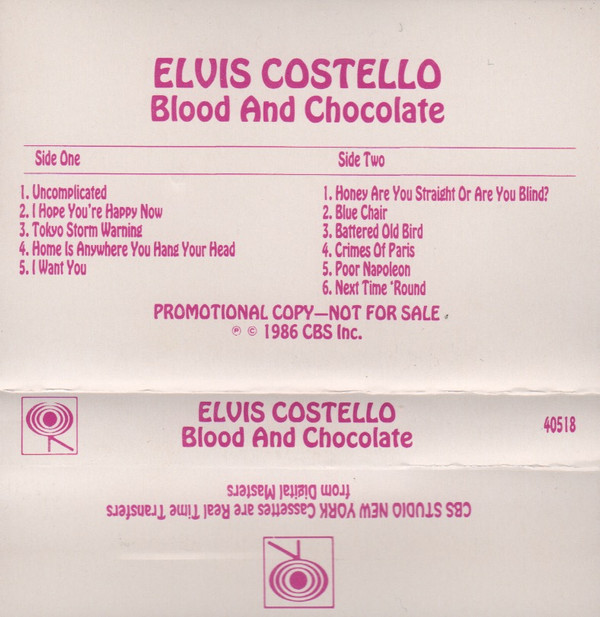 ELVIS COSTELLO
Blood And Chocolate
Side One
1. Uncomplicated
2. I Hope You're Happy Now
3. Tokyo Storm Warning
4. Home Is Anywhere You Hang Your Head
5. I Want You
Side Two
1. Honey Are You Straight Or Are You Blind?
2. Blue Chair
3. Battered Old Bird
4. Crimes Of Paris
5. Poor Napoleon
6. Next Time 'Round
PROMOTIONAL COPY—NOT FOR SALE
℗ © 1986 CBS Inc.
ELVIS COSTELLO
Blood And Chocolate
40518
CBS STUDIO NEW YORK Cassettes are Real Time Transfers
from Digital Masters